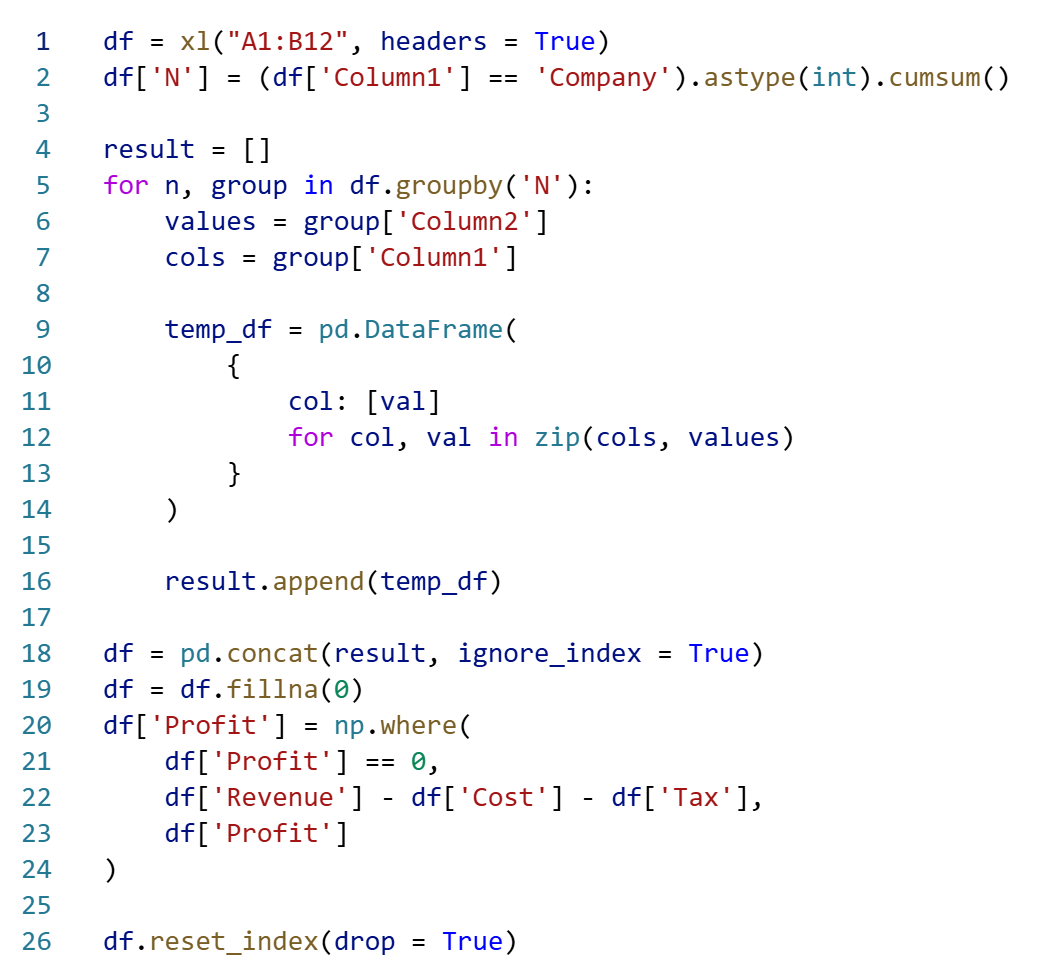 1 df = xl("A1:B12", headers = True)
2 df['N'] = (df['Column1'] == 'Company').astype(int).cumsum()
3
4 result = []
5 for n, group in df.groupby('N'):
6     values = group['Column2']
7     cols = group['Column1']
8
9     temp_df = pd.DataFrame(
10         {
11             col: [val]
12             for col, val in zip(cols, values)
13         }
14     )
15
16     result.append(temp_df)
17
18 df = pd.concat(result, ignore_index = True)
19 df = df.fillna(0)
20 df['Profit'] = np.where(
21     df['Profit'] == 0,
22     df['Revenue'] - df['Cost'] - df['Tax'],
23     df['Profit']
24 )
25
26 df.reset_index(drop = True)